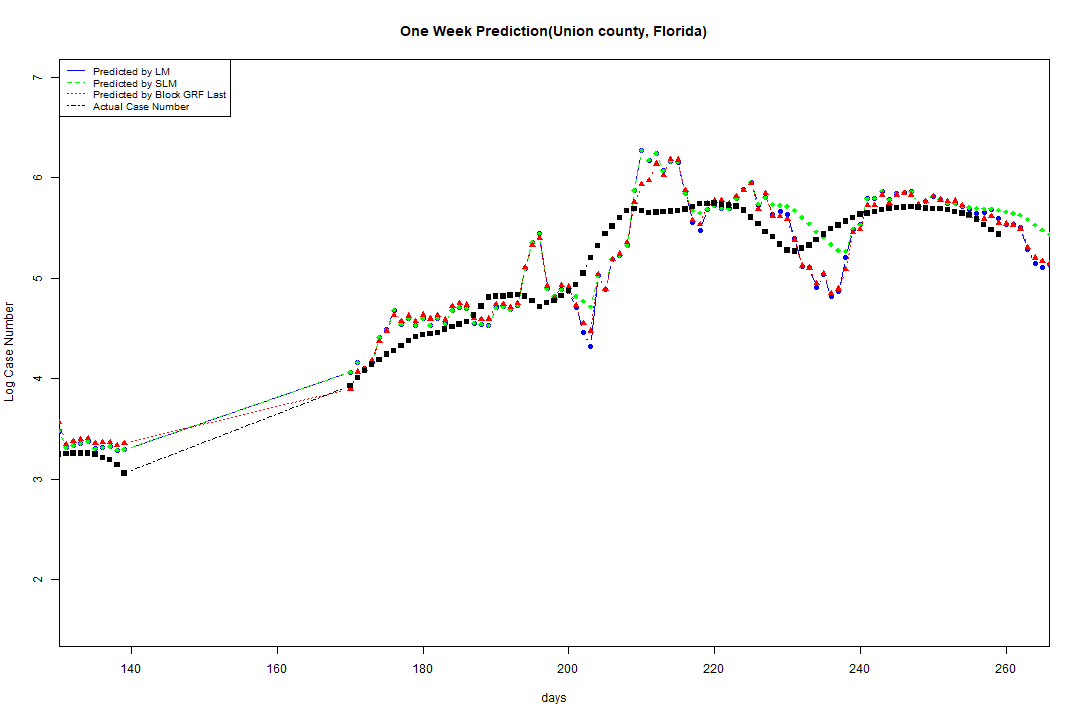 One Week Prediction(Union county, Florida)
Predicted by LM
Predicted by SLM
Predicted by Block GRF Last
Actual Case Number
7
6
5
4
3
2
Log Case Number
140 160 180 200 220 240 260
days